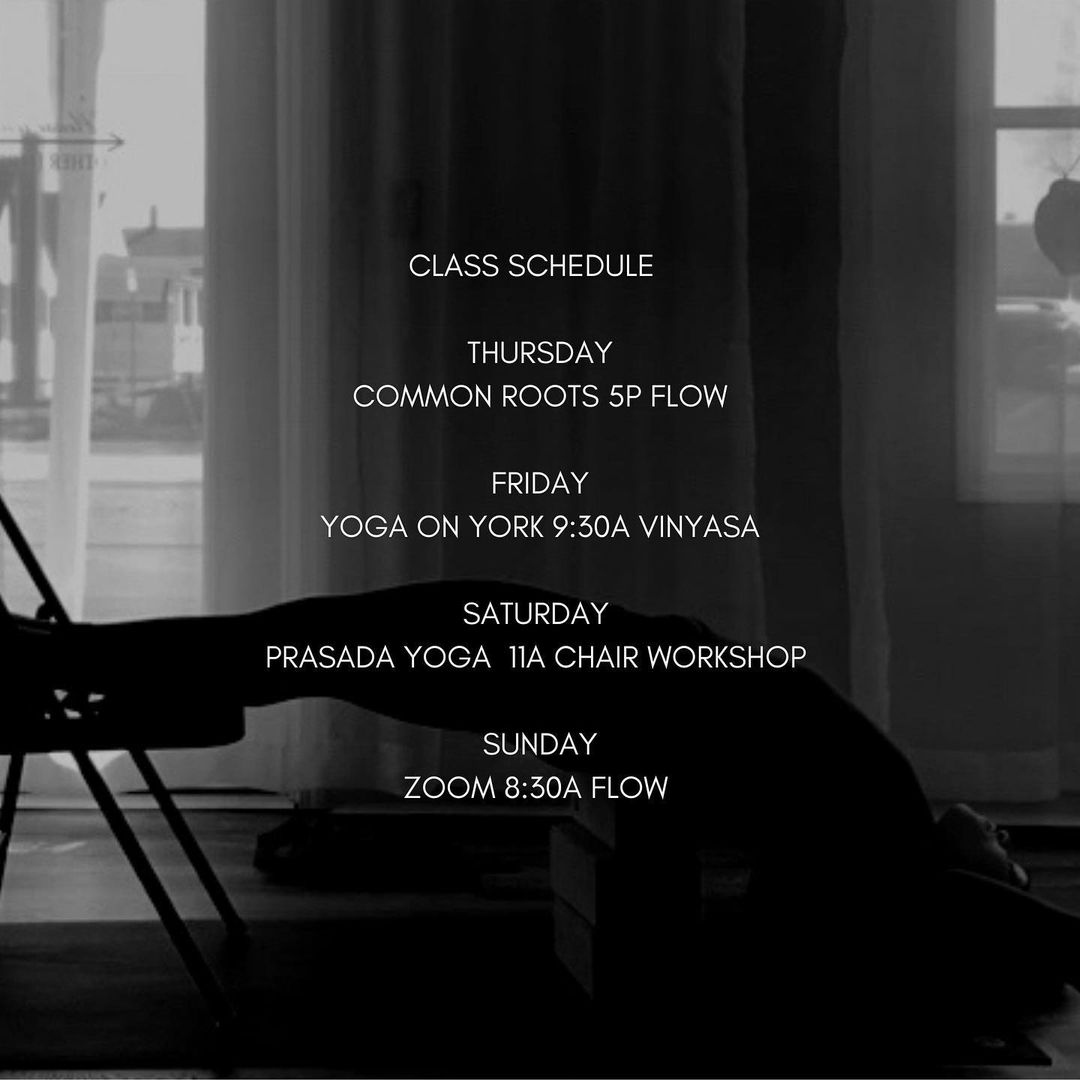 CLASS SCHEDULE
THURSDAY
COMMON ROOTS 5P FLOW
FRIDAY
YOGA ON YORK 9:30A VINYASA
SATURDAY
PRASADA YOGA 11A CHAIR WORKSHOP
SUNDAY
ZOOM 8:30A FLOW